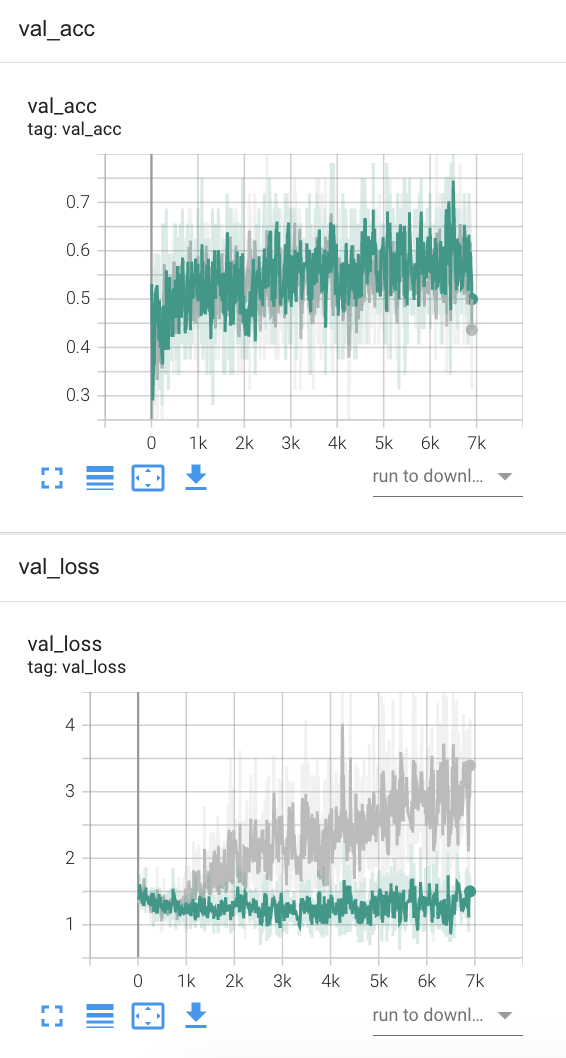 val_acc
val_acc
tag: val_acc
0.7
0.6
0.5
0.4
0.3
0 1k 2k 3k 4k 5k 6k 7k
run to downl...
val_loss
val_loss
tag: val_loss
4
3
2
1
0 1k 2k 3k 4k 5k 6k 7k
run to downl...